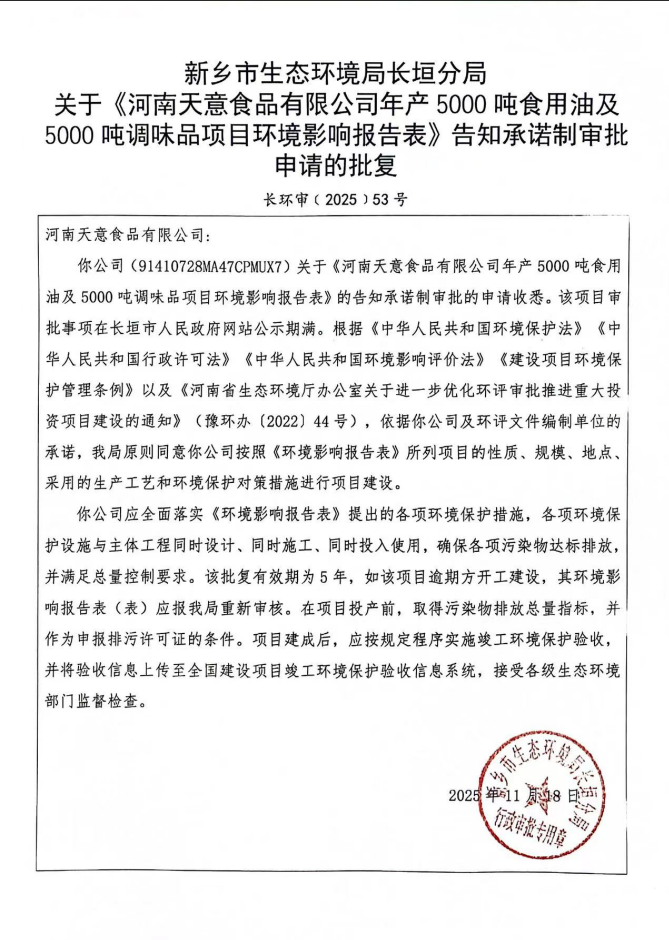 新乡市生态环境局长垣分局
关于《河南天意食品有限公司年产 5000 吨食用油及
5000 吨调味品项目环境影响报告表》告知承诺制审批
申请的批复
长环审﹝2025﹞53 号
河南天意食品有限公司：
你公司（91410728MA47CPMUX7）关于《河南天意食品有限公司年产 5000 吨食用
油及 5000 吨调味品项目环境影响报告表》的告知承诺制审批的申请收悉。该项目审
批事项在长垣市人民政府网站公示期满。根据《中华人民共和国环境保护法》《中
华人民共和国行政许可法》《中华人民共和国环境影响评价法》《建设项目环境保
护管理条例》以及《河南省生态环境厅办公室关于进一步优化环评审批推进重大投
资项目建设的通知》（豫环办〔2022〕44 号），依据你公司及环评文件编制单位的
承诺，我局原则同意你公司按照《环境影响报告表》所列项目的性质、规模、地点、
采用的生产工艺和环境保护对策措施进行项目建设。
你公司应全面落实《环境影响报告表》提出的各项环境保护措施，各项环境保
护设施与主体工程同时设计、同时施工、同时投入使用，确保各项污染物达标排放，
并满足总量控制要求。该批复有效期为 5 年，如该项目逾期方开工建设，其环境影
响报告表（表）应报我局重新审核。在项目投产前，取得污染物排放总量指标，并
作为申报排污许可证的条件。项目建成后，应按规定程序实施竣工环境保护验收，
并将验收信息上传至全国建设项目竣工环境保护验收信息系统，接受各级生态环境
部门监督检查。
2025 年 11 月 18 日
新乡市生态环境局长垣分局
行政审批专用章